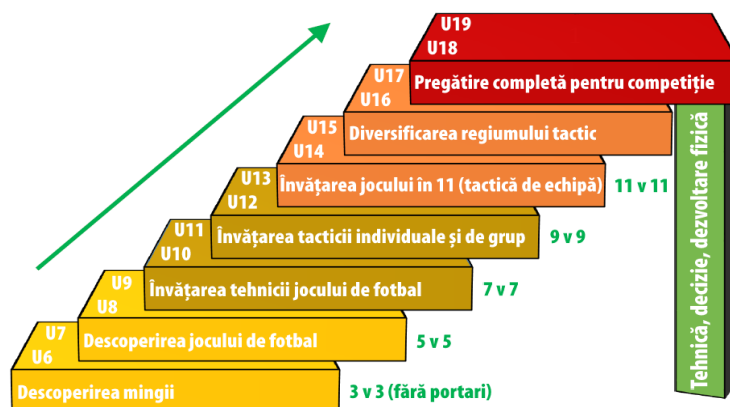 U19
U18
Pregătire completă pentru competiție
U17
U16
Diversificarea regiumului tactic
U15
U14
Învățarea jocului în 11 (tactică de echipă)
11 v 11
U13
U12
Învățarea tacticii individuale și de grup
9 v 9
U11
U10
Învățarea tehnicii jocului de fotbal
7 v 7
U9
U8
Descoperirea jocului de fotbal
5 v 5
U7
U6
Descoperirea mingii
3 v 3 (fără portari)
Tehnică, decizie, dezvoltare fizică